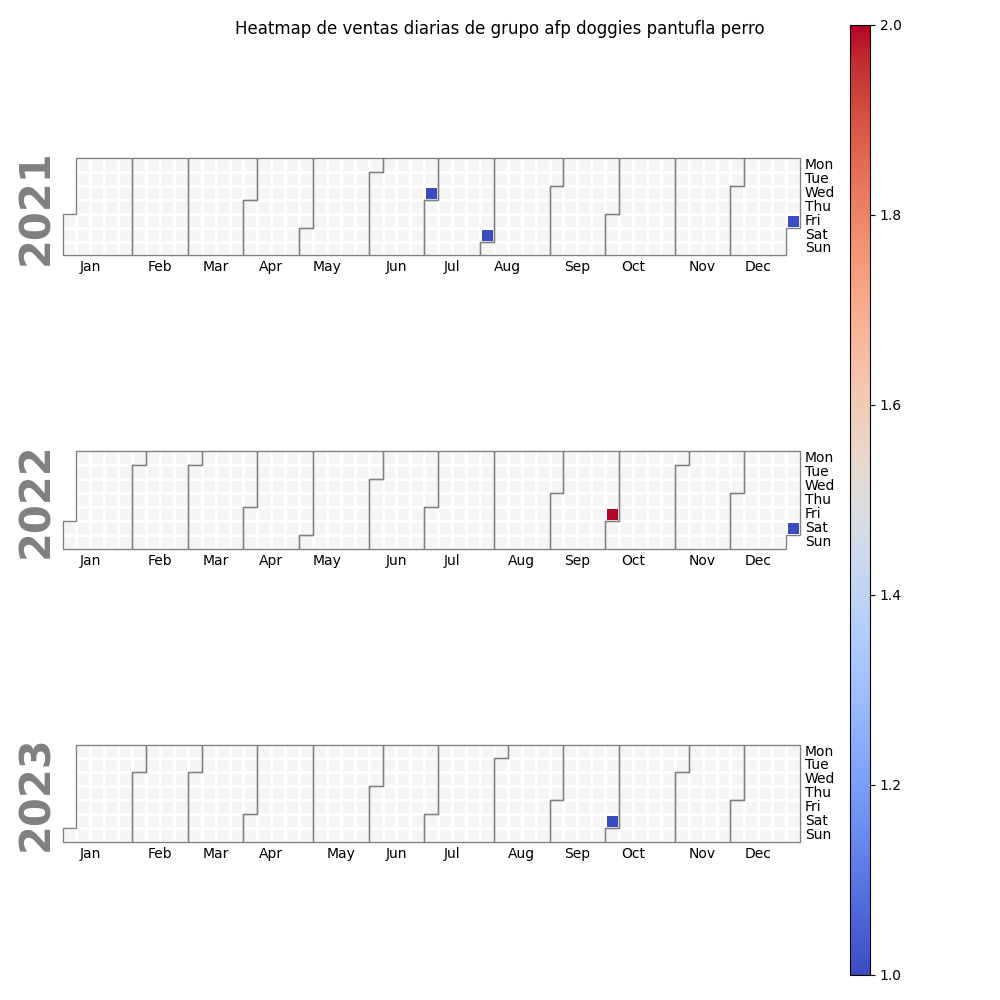 Heatmap de ventas diarias de grupo afp doggies pantufla perro
2021
Mon
Tue
Wed
Thu
Fri
Sat
Sun
Jan Feb Mar Apr May Jun Jul Aug Sep Oct Nov Dec
2022
Mon
Tue
Wed
Thu
Fri
Sat
Sun
Jan Feb Mar Apr May Jun Jul Aug Sep Oct Nov Dec
2023
Mon
Tue
Wed
Thu
Fri
Sat
Sun
Jan Feb Mar Apr May Jun Jul Aug Sep Oct Nov Dec
2.0
1.8
1.6
1.4
1.2
1.0